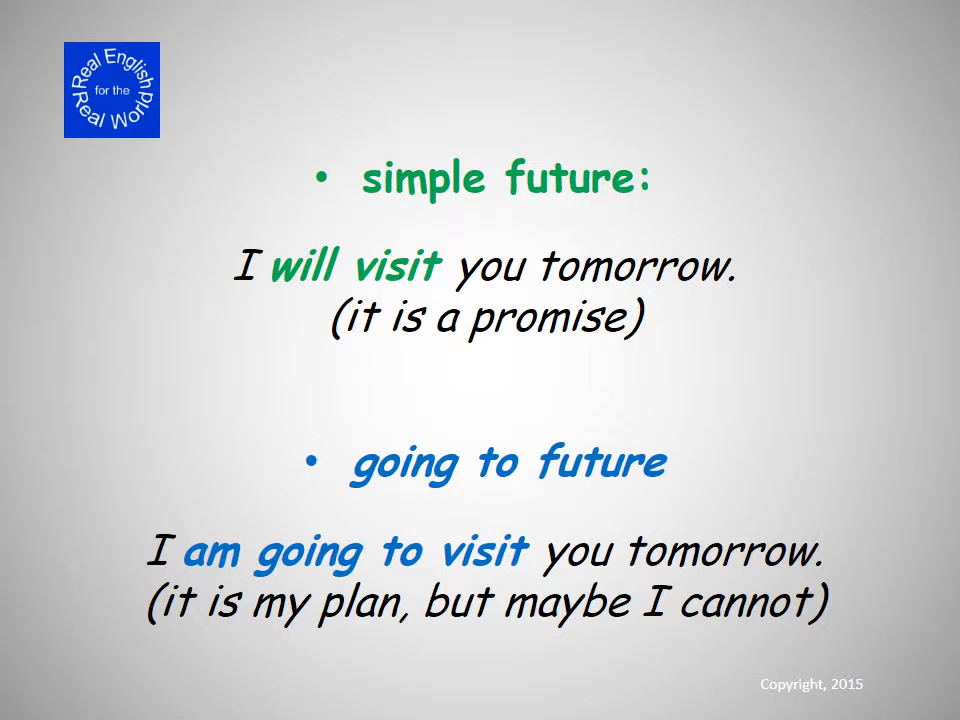 Real English
for the
Real World
• simple future:
I will visit you tomorrow.
(it is a promise)
• going to future
I am going to visit you tomorrow.
(it is my plan, but maybe I cannot)
Copyright, 2015